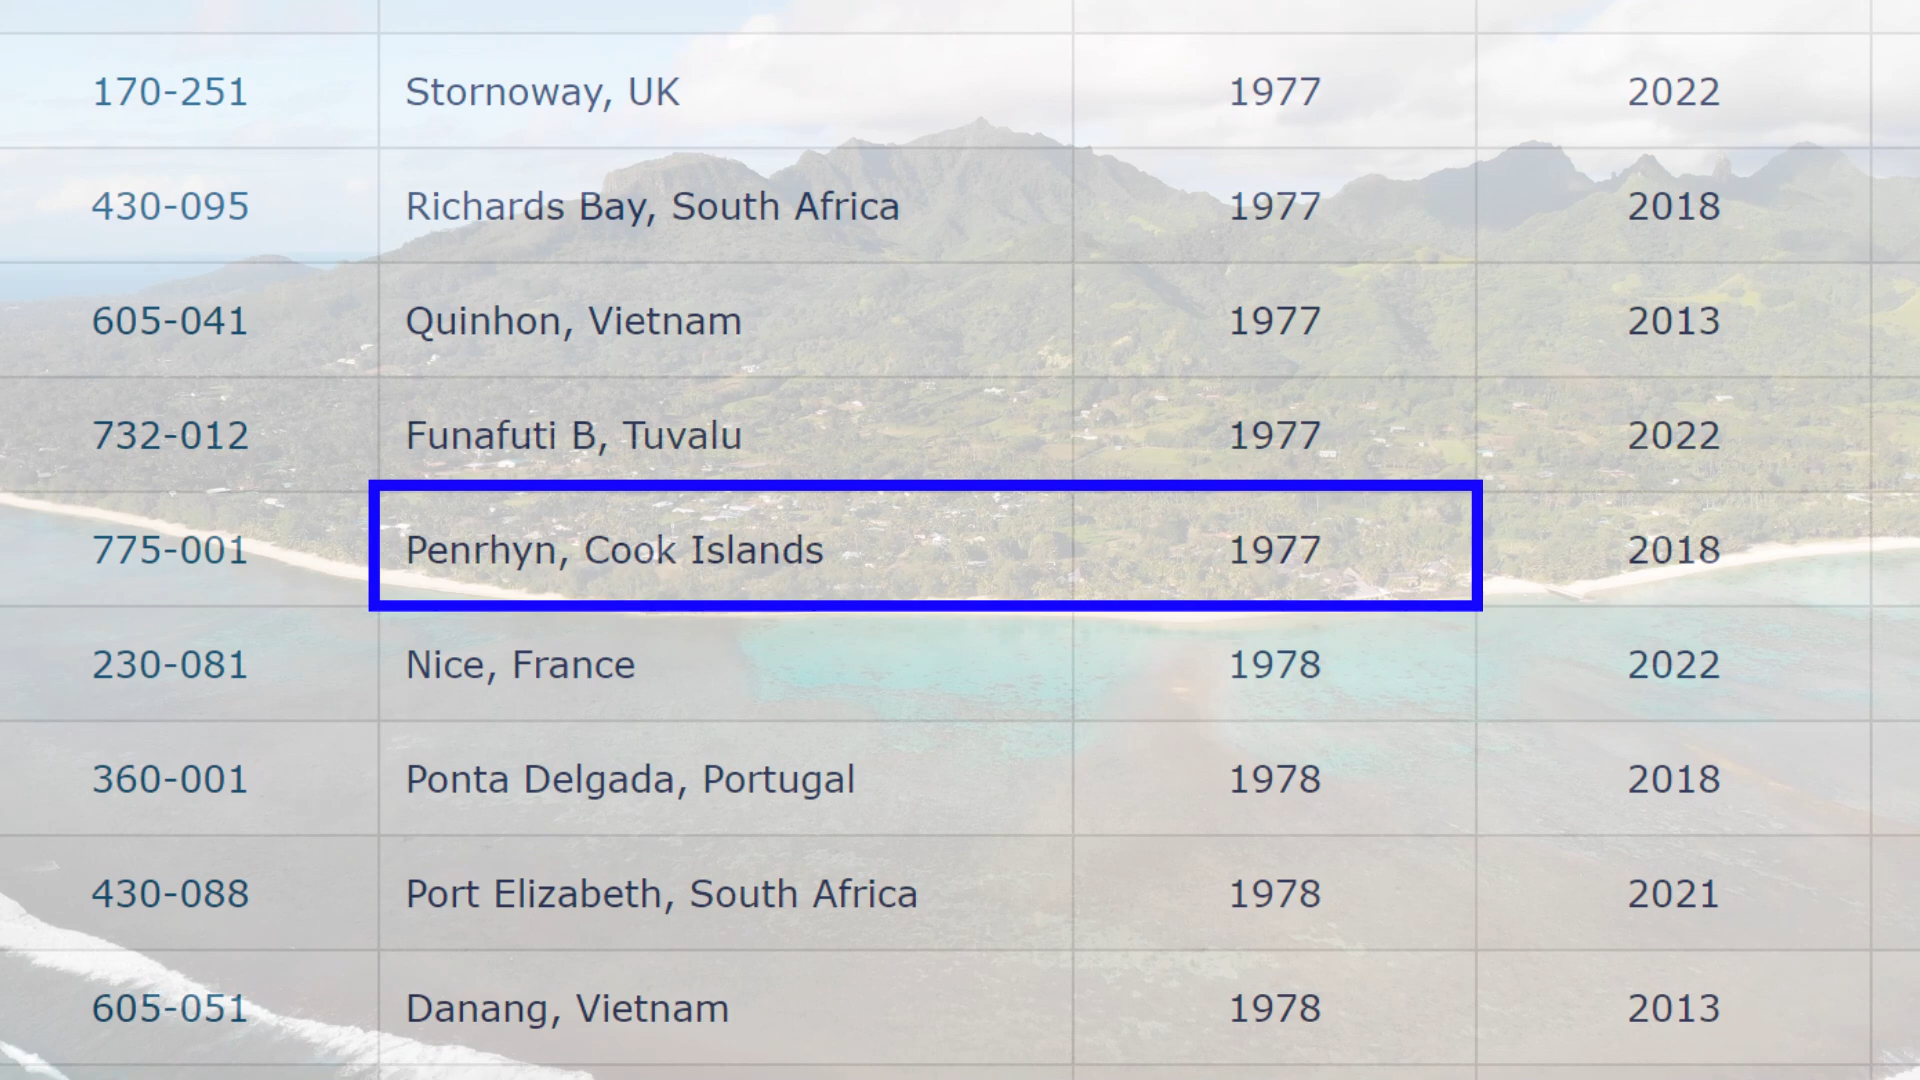 170-251 Stornoway, UK 1977 2022
430-095 Richards Bay, South Africa 1977 2018
605-041 Quinhon, Vietnam 1977 2013
732-012 Funafuti B, Tuvalu 1977 2022
775-001 Penrhyn, Cook Islands 1977 2018
230-081 Nice, France 1978 2022
360-001 Ponta Delgada, Portugal 1978 2018
430-088 Port Elizabeth, South Africa 1978 2021
605-051 Danang, Vietnam 1978 2013